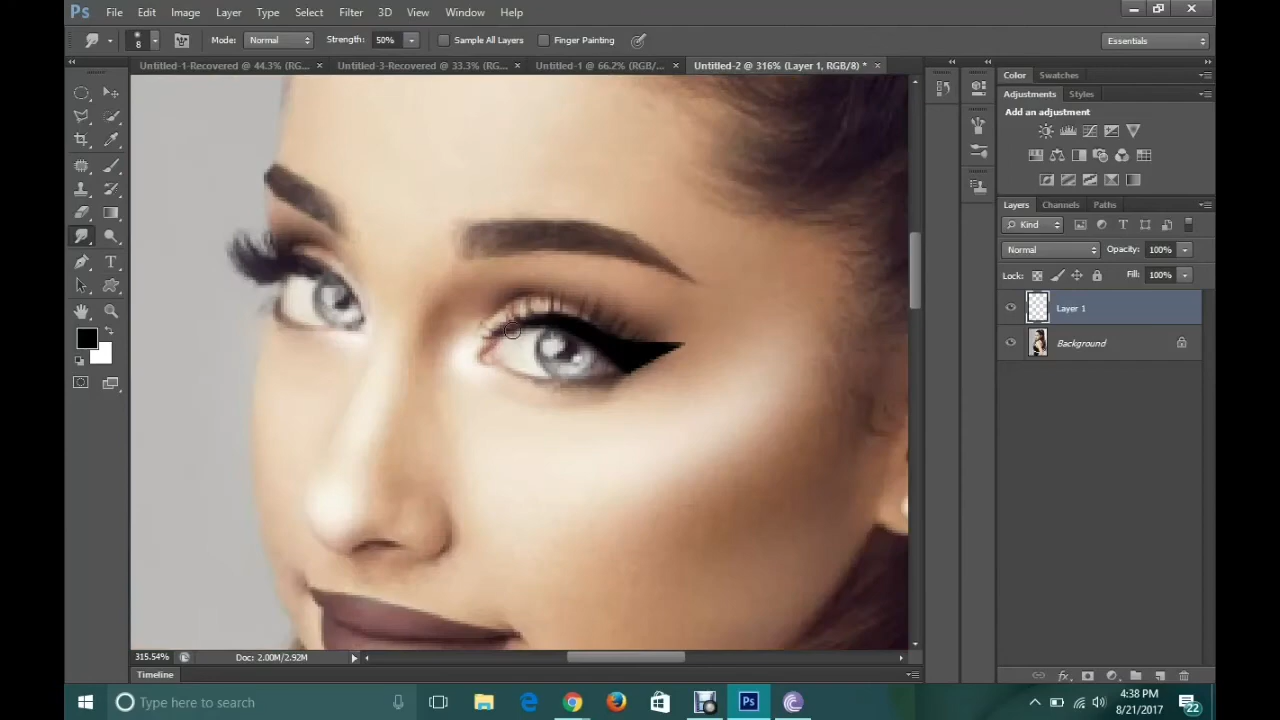 Ps File Edit Image Layer Type Select Filter 3D View Window Help
8 Mode: Normal Strength: 50% Sample All Layers Finger Painting Essentials
Untitled-1-Recovered @ 44.3% (RG... × Untitled-3-Recovered @ 33.3% (RG... × Untitled-1 @ 66.2% (RGB/... × Untitled-2 @ 316% (Layer 1, RGB/8) * ×
Color Swatches
Adjustments Styles
Add an adjustment
Layers Channels Paths
Kind
Normal Opacity: 100%
Lock: Fill: 100%
Layer 1
Background
T
315.54% Doc: 2.00M/2.92M
Timeline
Type here to search
Ps
4:38 PM
8/21/2017
22